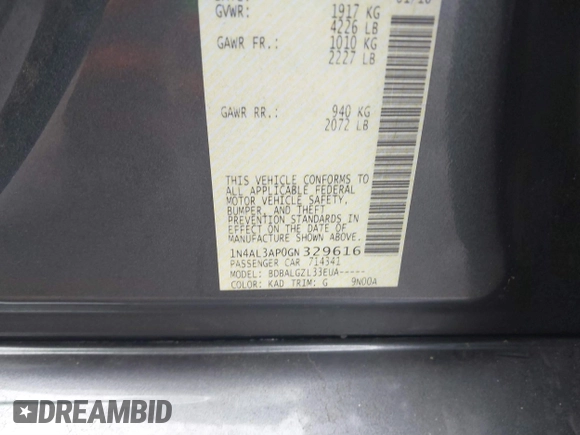 GVWR: 1917 KG
4226 LB
GAWR FR.: 1010 KG
2227 LB
GAWR RR.: 940 KG
2072 LB
THIS VEHICLE CONFORMS TO
ALL APPLICABLE FEDERAL
MOTOR VEHICLE SAFETY,
BUMPER, AND THEFT
PREVENTION STANDARDS IN
EFFECT ON THE DATE OF
MANUFACTURE SHOWN ABOVE.
1N4AL3AP0GN 329616
PASSENGER CAR 714341
MODEL: BDBALGZL33EUA-----
COLOR: KAD TRIM: G 9N00A
DREAMBID